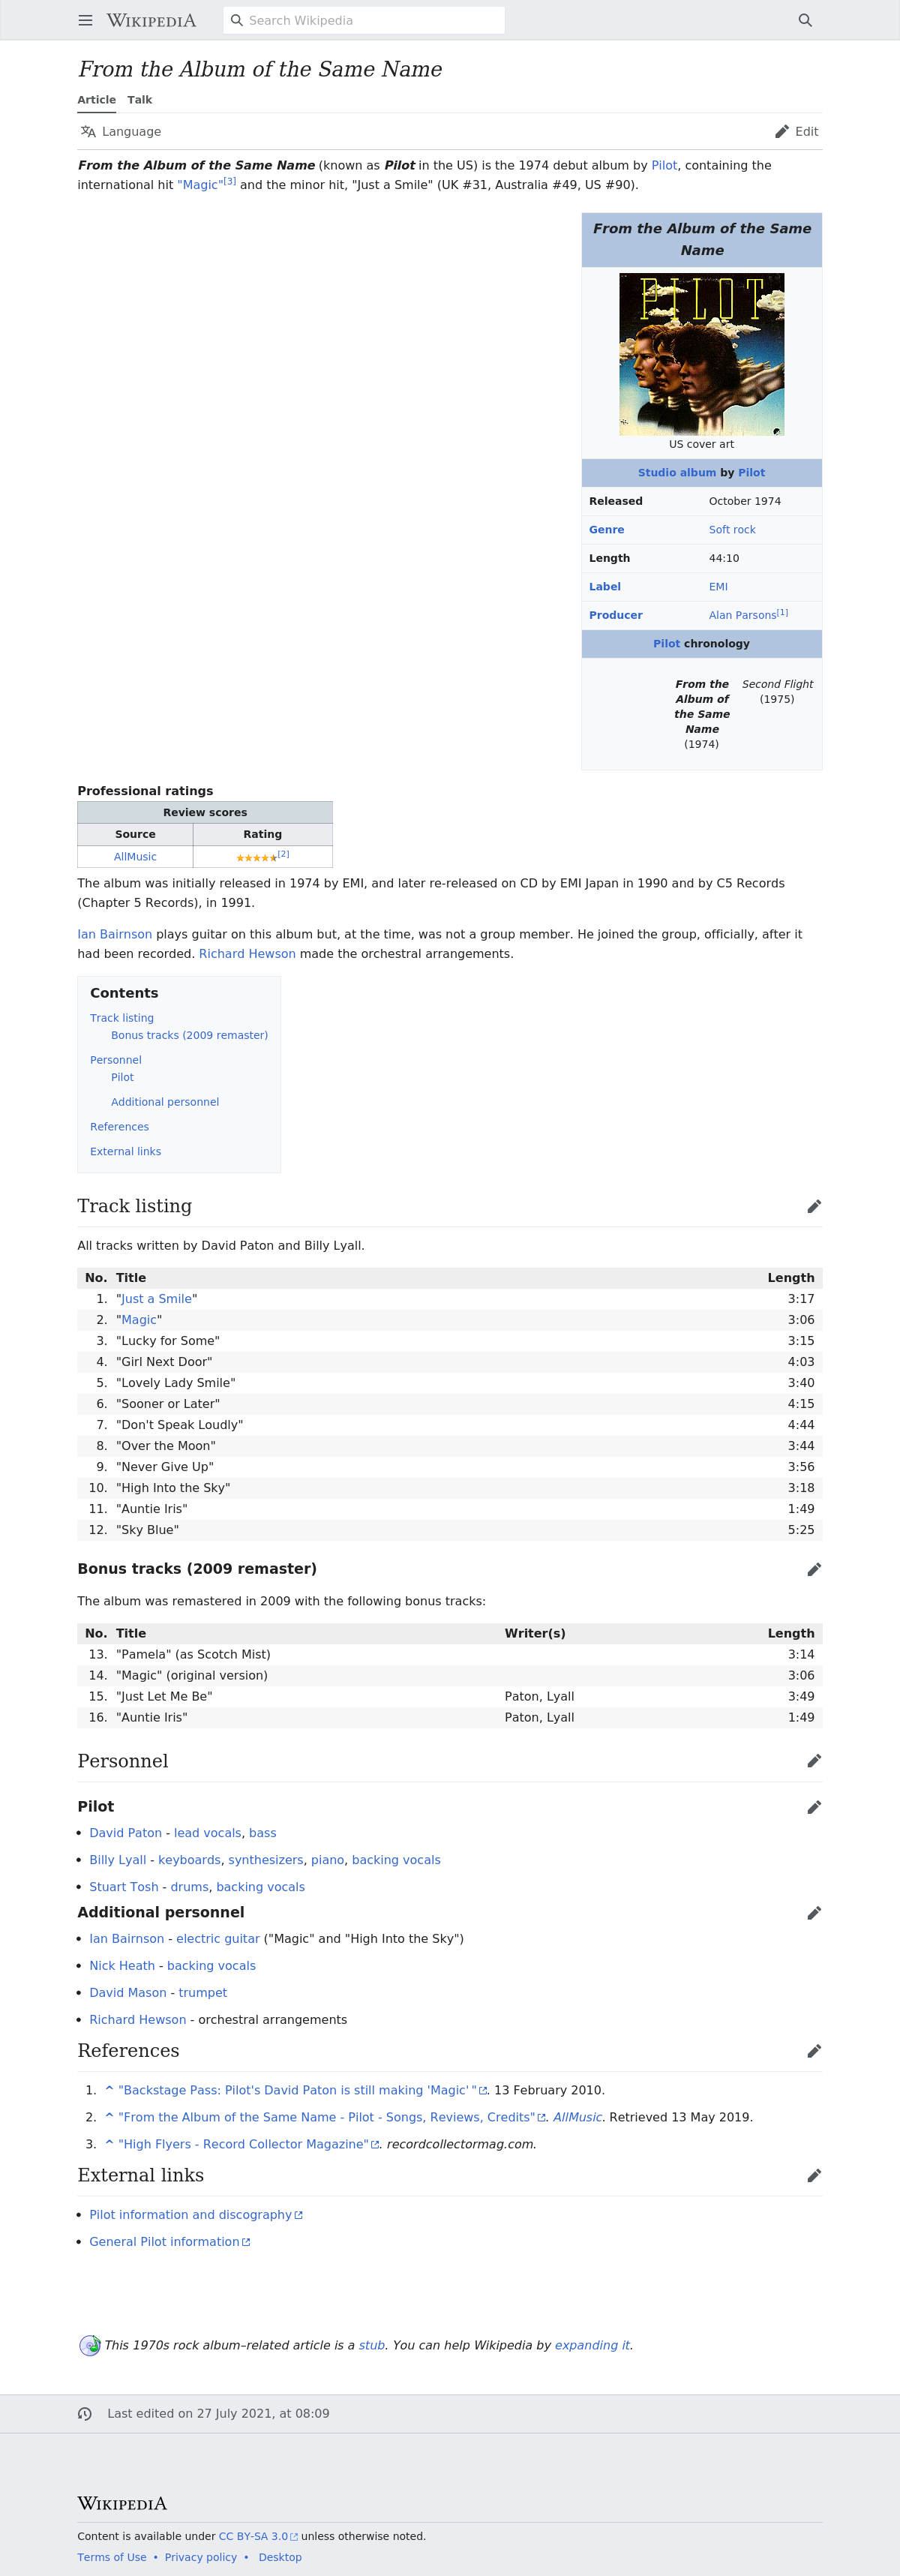 WIKIPEDIA
Search Wikipedia
From the Album of the Same Name
Article Talk
Language
Edit
From the Album of the Same Name (known as Pilot in the US) is the 1974 debut album by Pilot, containing the
international hit "Magic"[3] and the minor hit, "Just a Smile" (UK #31, Australia #49, US #90).
From the Album of the Same
Name
PILOT
US cover art
Studio album by Pilot
Released October 1974
Genre Soft rock
Length 44:10
Label EMI
Producer Alan Parsons[1]
Pilot chronology
From the
Album of
the Same
Name
(1974)
Second Flight
(1975)
Professional ratings
Review scores
Source Rating
AllMusic [2]
The album was initially released in 1974 by EMI, and later re-released on CD by EMI Japan in 1990 and by C5 Records
(Chapter 5 Records), in 1991.
Ian Bairnson plays guitar on this album but, at the time, was not a group member. He joined the group, officially, after it
had been recorded. Richard Hewson made the orchestral arrangements.
Contents
Track listing
Bonus tracks (2009 remaster)
Personnel
Pilot
Additional personnel
References
External links
Track listing
All tracks written by David Paton and Billy Lyall.
No. Title Length
1. "Just a Smile" 3:17
2. "Magic" 3:06
3. "Lucky for Some" 3:15
4. "Girl Next Door" 4:03
5. "Lovely Lady Smile" 3:40
6. "Sooner or Later" 4:15
7. "Don't Speak Loudly" 4:44
8. "Over the Moon" 3:44
9. "Never Give Up" 3:56
10. "High Into the Sky" 3:18
11. "Auntie Iris" 1:49
12. "Sky Blue" 5:25
Bonus tracks (2009 remaster)
The album was remastered in 2009 with the following bonus tracks:
No. Title Writer(s) Length
13. "Pamela" (as Scotch Mist) 3:14
14. "Magic" (original version) 3:06
15. "Just Let Me Be" Paton, Lyall 3:49
16. "Auntie Iris" Paton, Lyall 1:49
Personnel
Pilot
• David Paton - lead vocals, bass
• Billy Lyall - keyboards, synthesizers, piano, backing vocals
• Stuart Tosh - drums, backing vocals
Additional personnel
• Ian Bairnson - electric guitar ("Magic" and "High Into the Sky")
• Nick Heath - backing vocals
• David Mason - trumpet
• Richard Hewson - orchestral arrangements
References
1. ^ "Backstage Pass: Pilot's David Paton is still making 'Magic' ". 13 February 2010.
2. ^ "From the Album of the Same Name - Pilot - Songs, Reviews, Credits". AllMusic. Retrieved 13 May 2019.
3. ^ "High Flyers - Record Collector Magazine". recordcollectormag.com.
External links
• Pilot information and discography
• General Pilot information
This 1970s rock album–related article is a stub. You can help Wikipedia by expanding it.
Last edited on 27 July 2021, at 08:09
WIKIPEDIA
Content is available under CC BY-SA 3.0 unless otherwise noted.
Terms of Use • Privacy policy • Desktop